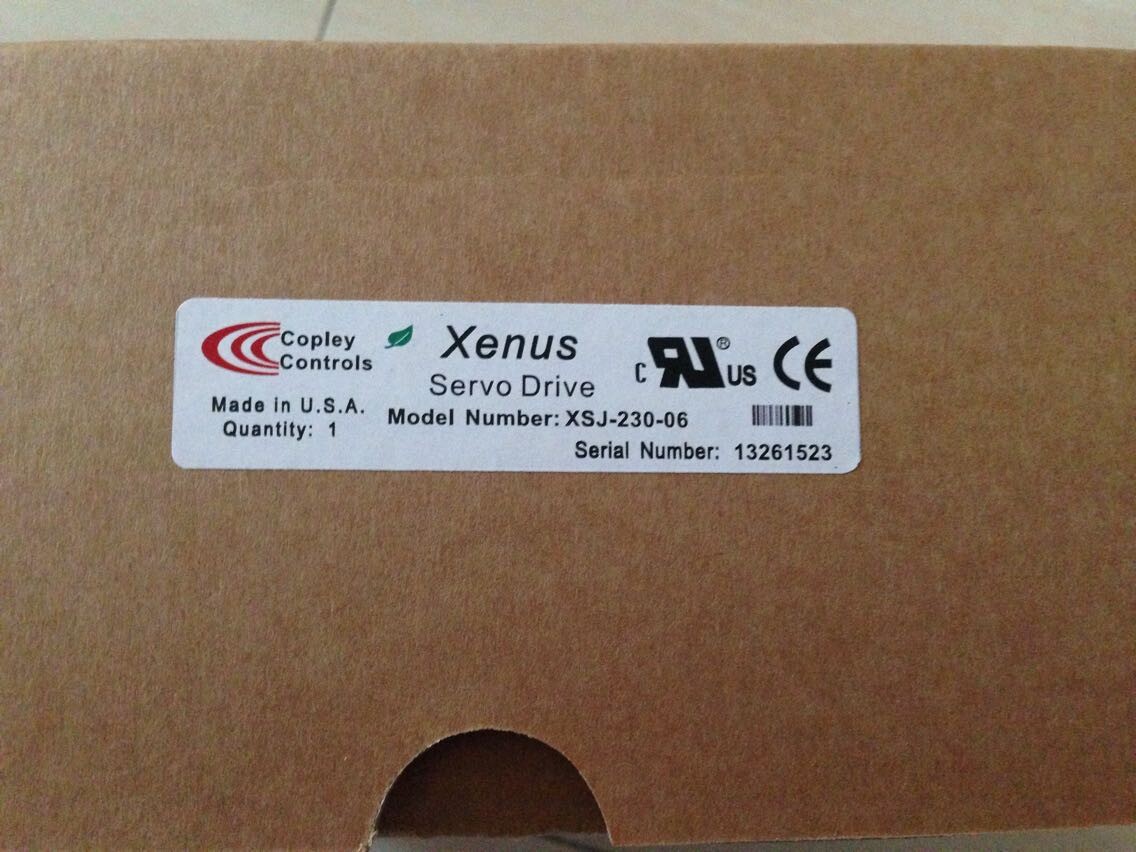 Copley
Controls
Xenus
Servo Drive
C UR ® US CE
Made in U.S.A.
Quantity: 1
Model Number: XSJ-230-06
Serial Number: 13261523